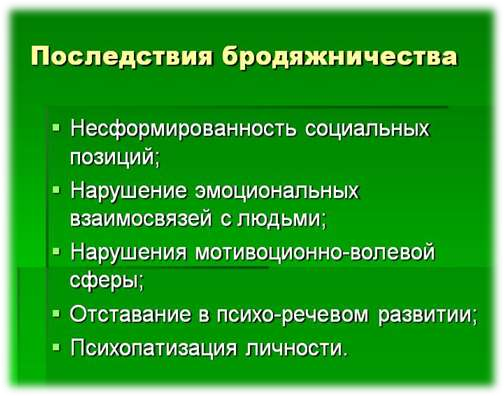 Последствия бродяжничества
▪ Несформированность социальных
позиций;
▪ Нарушение эмоциональных
взаимосвязей с людьми;
▪ Нарушения мотивоционно-волевой
сферы;
▪ Отставание в психо-речевом развитии;
▪ Психопатизация личности.